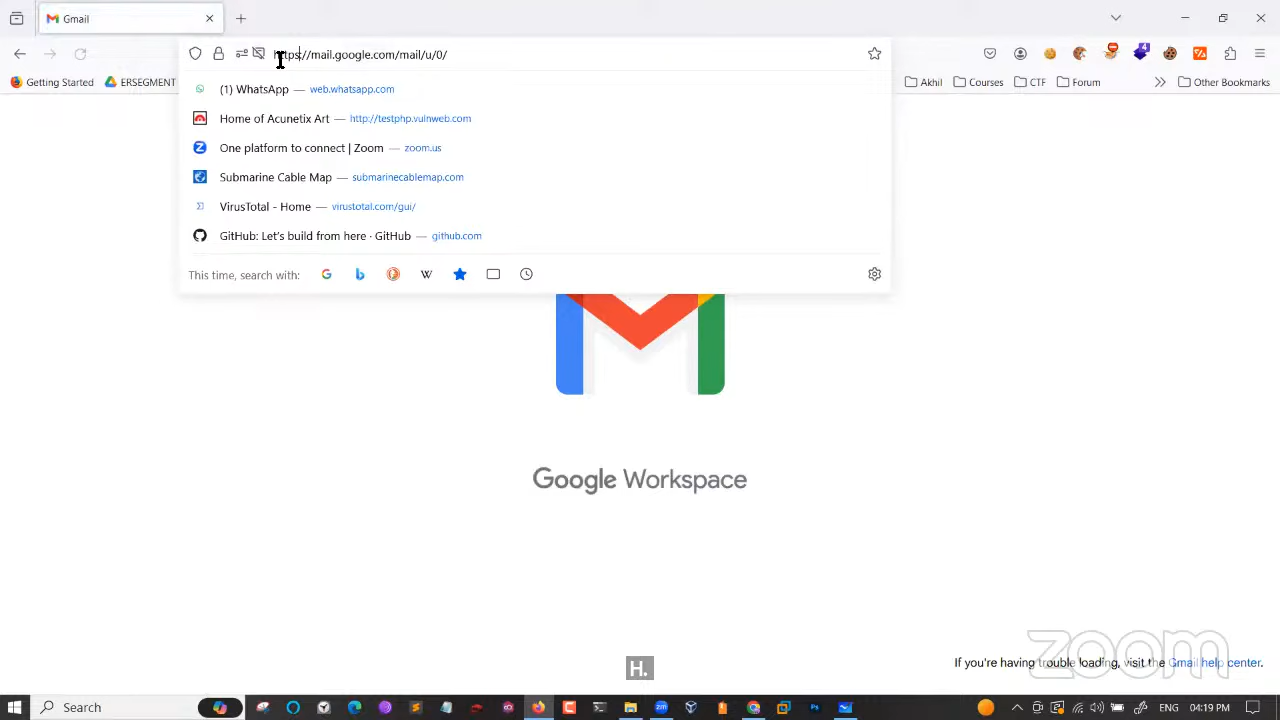 Gmail
https://mail.google.com/mail/u/0/
Getting Started
ERSEGMENT
Akhil
Courses
CTF
Forum
Other Bookmarks
(1) WhatsApp — web.whatsapp.com
Home of Acunetix Art — http://testphp.vulnweb.com
One platform to connect | Zoom — zoom.us
Submarine Cable Map — submarinecablemap.com
VirusTotal - Home — virustotal.com/gui/
GitHub: Let's build from here · GitHub — github.com
This time, search with:
Google Workspace
H.
zoom
If you're having trouble loading, visit the Gmail help center.
Search
ENG
04:19 PM